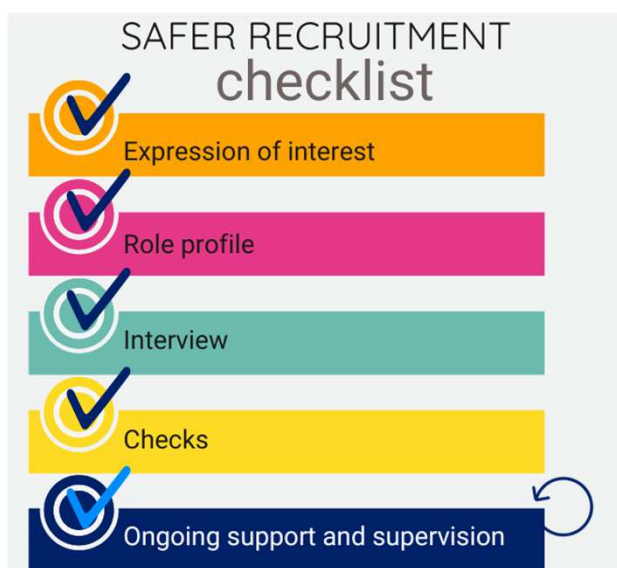 SAFER RECRUITMENT
checklist
Expression of interest
Role profile
Interview
Checks
Ongoing support and supervision